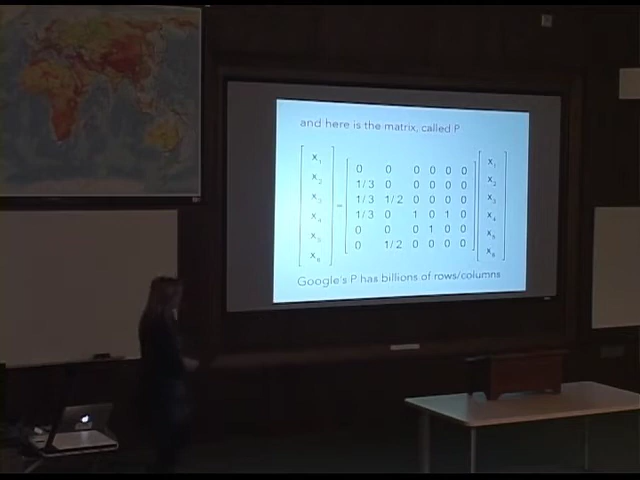 and here is the matrix, called P
x1 0 0 0 0 0 0 x1
x2 1/3 0 0 0 0 0 x2
x3 = 1/3 1/2 0 0 0 0 x3
x4 1/3 0 1 0 1 0 x4
x5 0 0 0 1 0 0 x5
x6 0 1/2 0 0 0 0 x6
Google's P has billions of rows/columns